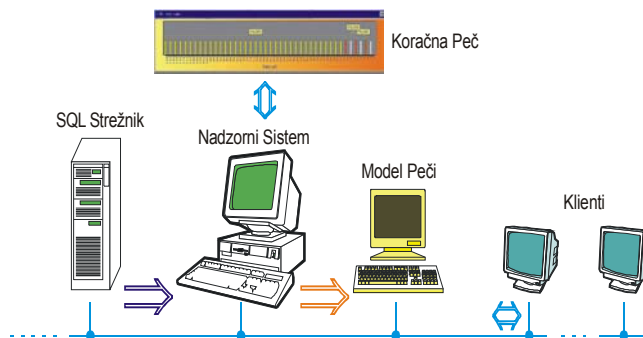 Koračna Peč
SQL Strežnik
Nadzorni Sistem
Model Peči
Klienti